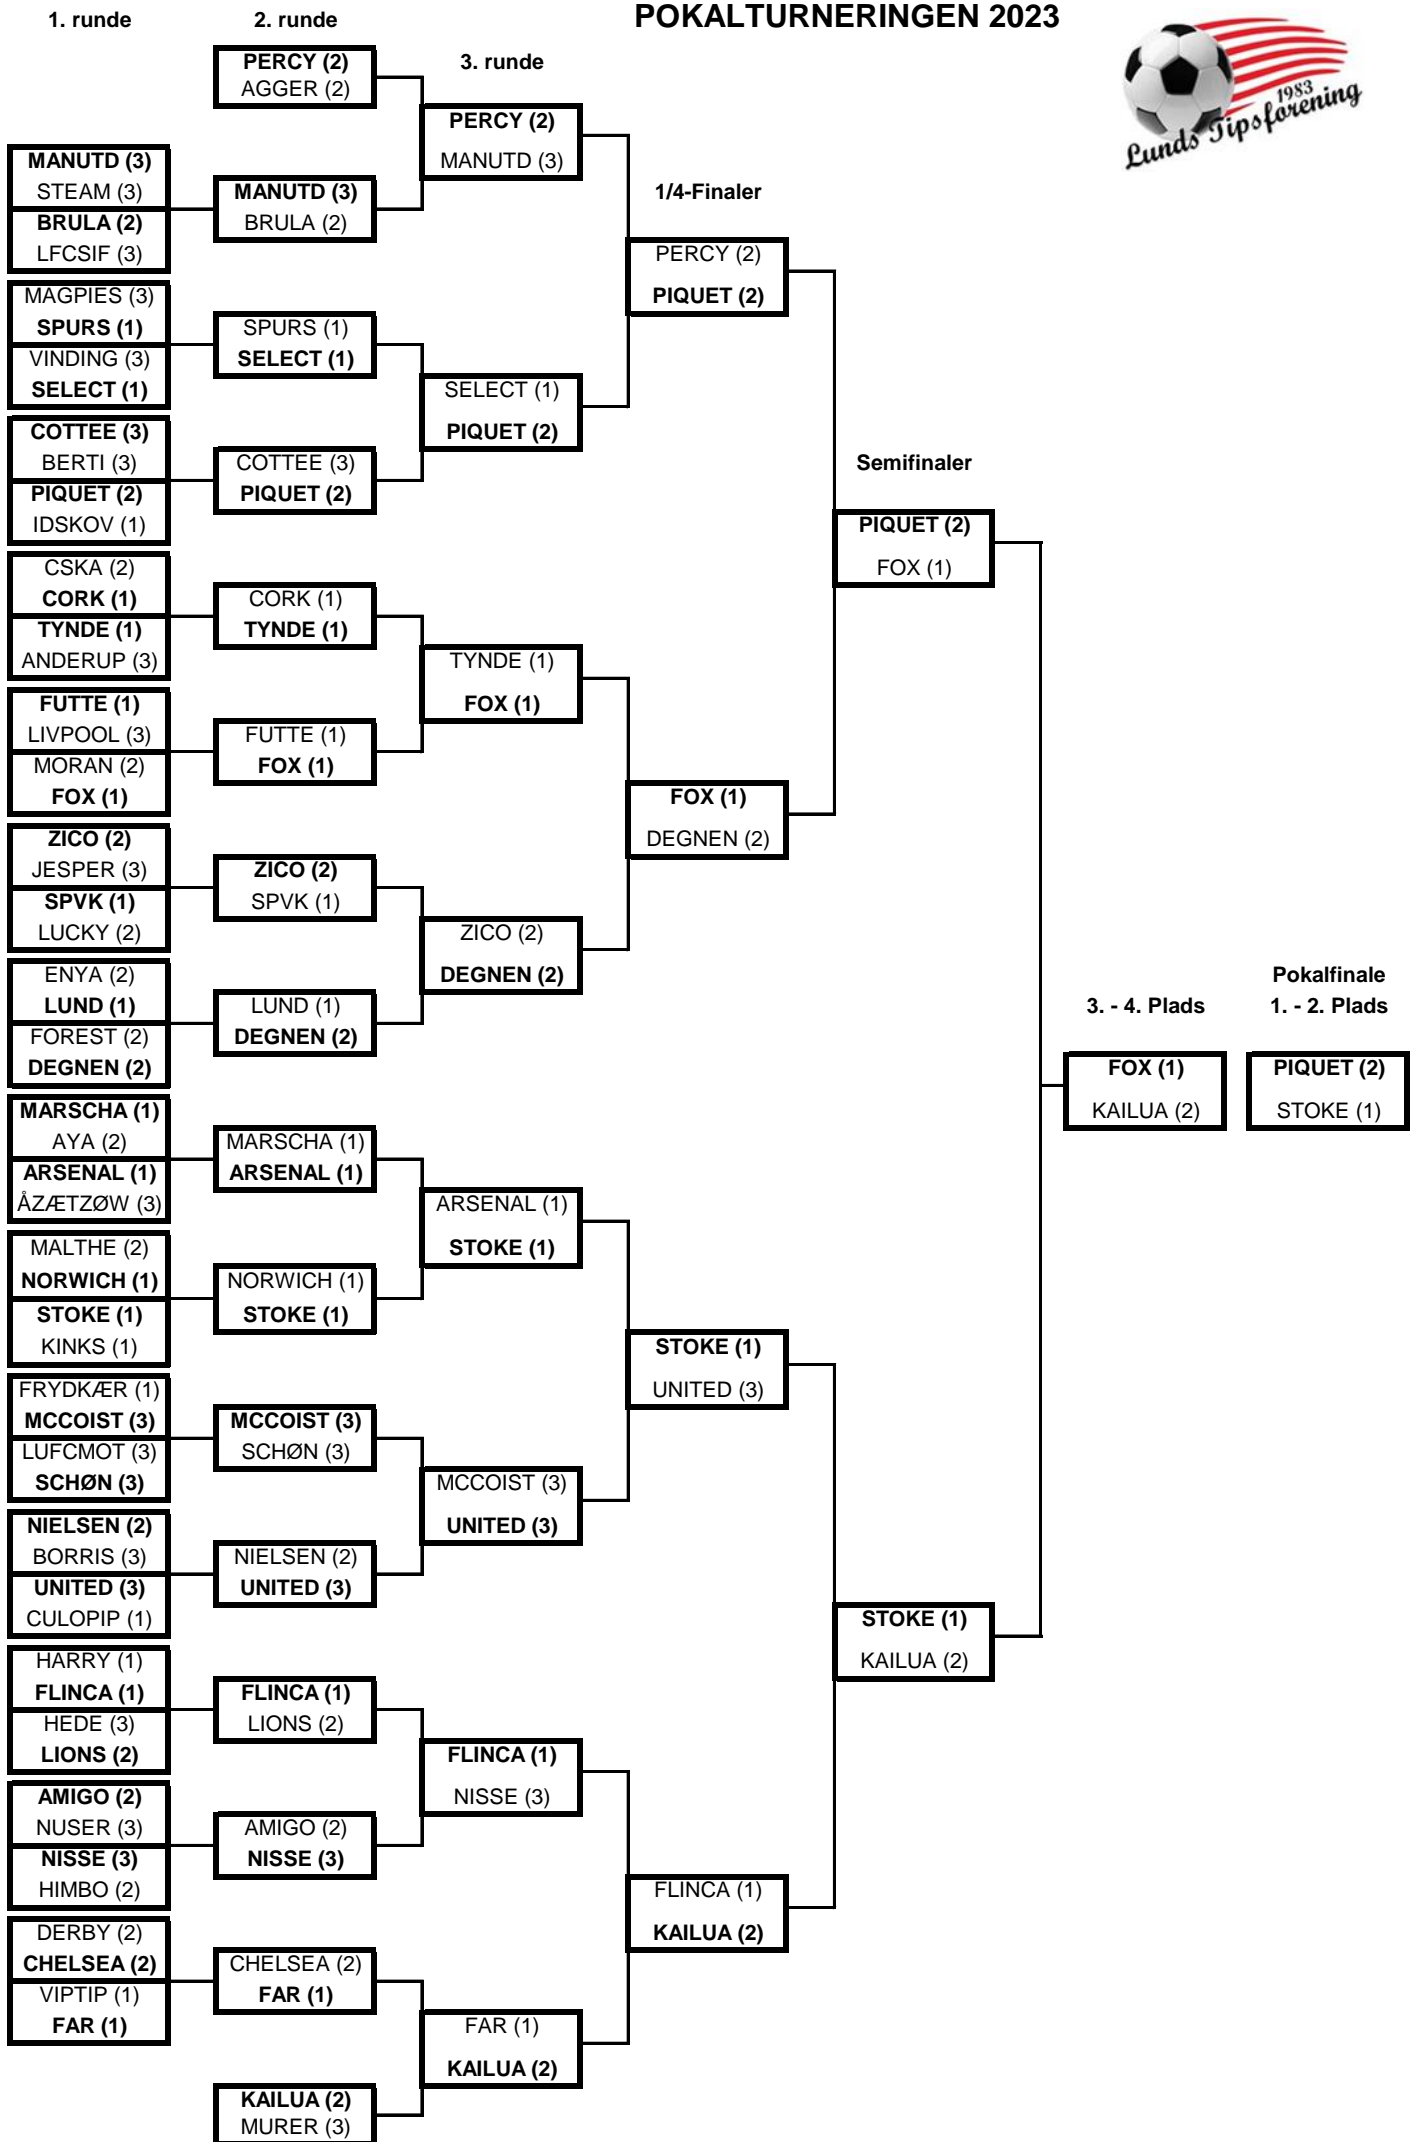 POKALTURNERINGEN 2023
1983
Lunds Tipsforening
1. runde
MANUTD (3)
STEAM (3)
BRULA (2)
LFCSIF (3)
MAGPIES (3)
SPURS (1)
VINDING (3)
SELECT (1)
COTTEE (3)
BERTI (3)
PIQUET (2)
IDSKOV (1)
CSKA (2)
CORK (1)
TYNDE (1)
ANDERUP (3)
FUTTE (1)
LIVPOOL (3)
MORAN (2)
FOX (1)
ZICO (2)
JESPER (3)
SPVK (1)
LUCKY (2)
ENYA (2)
LUND (1)
FOREST (2)
DEGNEN (2)
MARSCHA (1)
AYA (2)
ARSENAL (1)
ÅZÆTZØW (3)
MALTHE (2)
NORWICH (1)
STOKE (1)
KINKS (1)
FRYDKÆR (1)
MCCOIST (3)
LUFCMOT (3)
SCHØN (3)
NIELSEN (2)
BORRIS (3)
UNITED (3)
CULOPIP (1)
HARRY (1)
FLINCA (1)
HEDE (3)
LIONS (2)
AMIGO (2)
NUSER (3)
NISSE (3)
HIMBO (2)
DERBY (2)
CHELSEA (2)
VIPTIP (1)
FAR (1)
2. runde
PERCY (2)
AGGER (2)
MANUTD (3)
BRULA (2)
SPURS (1)
SELECT (1)
COTTEE (3)
PIQUET (2)
CORK (1)
TYNDE (1)
FUTTE (1)
FOX (1)
ZICO (2)
SPVK (1)
LUND (1)
DEGNEN (2)
MARSCHA (1)
ARSENAL (1)
NORWICH (1)
STOKE (1)
MCCOIST (3)
SCHØN (3)
NIELSEN (2)
UNITED (3)
FLINCA (1)
LIONS (2)
AMIGO (2)
NISSE (3)
CHELSEA (2)
FAR (1)
KAILUA (2)
MURER (3)
3. runde
PERCY (2)
MANUTD (3)
SELECT (1)
PIQUET (2)
TYNDE (1)
FOX (1)
ZICO (2)
DEGNEN (2)
ARSENAL (1)
STOKE (1)
MCCOIST (3)
UNITED (3)
FLINCA (1)
NISSE (3)
FAR (1)
KAILUA (2)
1/4-Finaler
PERCY (2)
PIQUET (2)
FOX (1)
DEGNEN (2)
STOKE (1)
UNITED (3)
FLINCA (1)
KAILUA (2)
Semifinaler
PIQUET (2)
FOX (1)
STOKE (1)
KAILUA (2)
3. - 4. Plads
FOX (1)
KAILUA (2)
Pokalfinale
1. - 2. Plads
PIQUET (2)
STOKE (1)